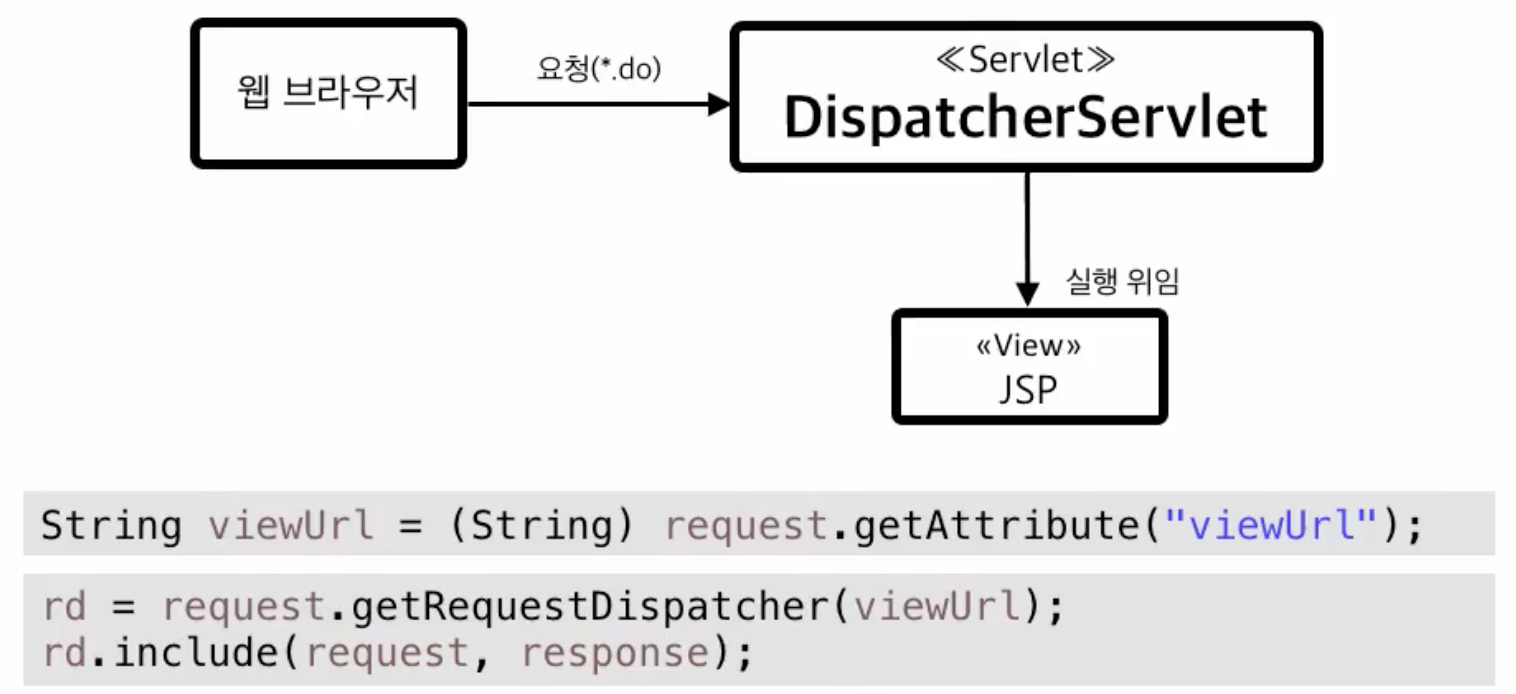 웹 브라우저
요청(*.do)
≪Servlet≫
DispatcherServlet
실행 위임
«View»
JSP
String viewUrl = (String) request.getAttribute("viewUrl");
rd = request.getRequestDispatcher(viewUrl);
rd.include(request, response);